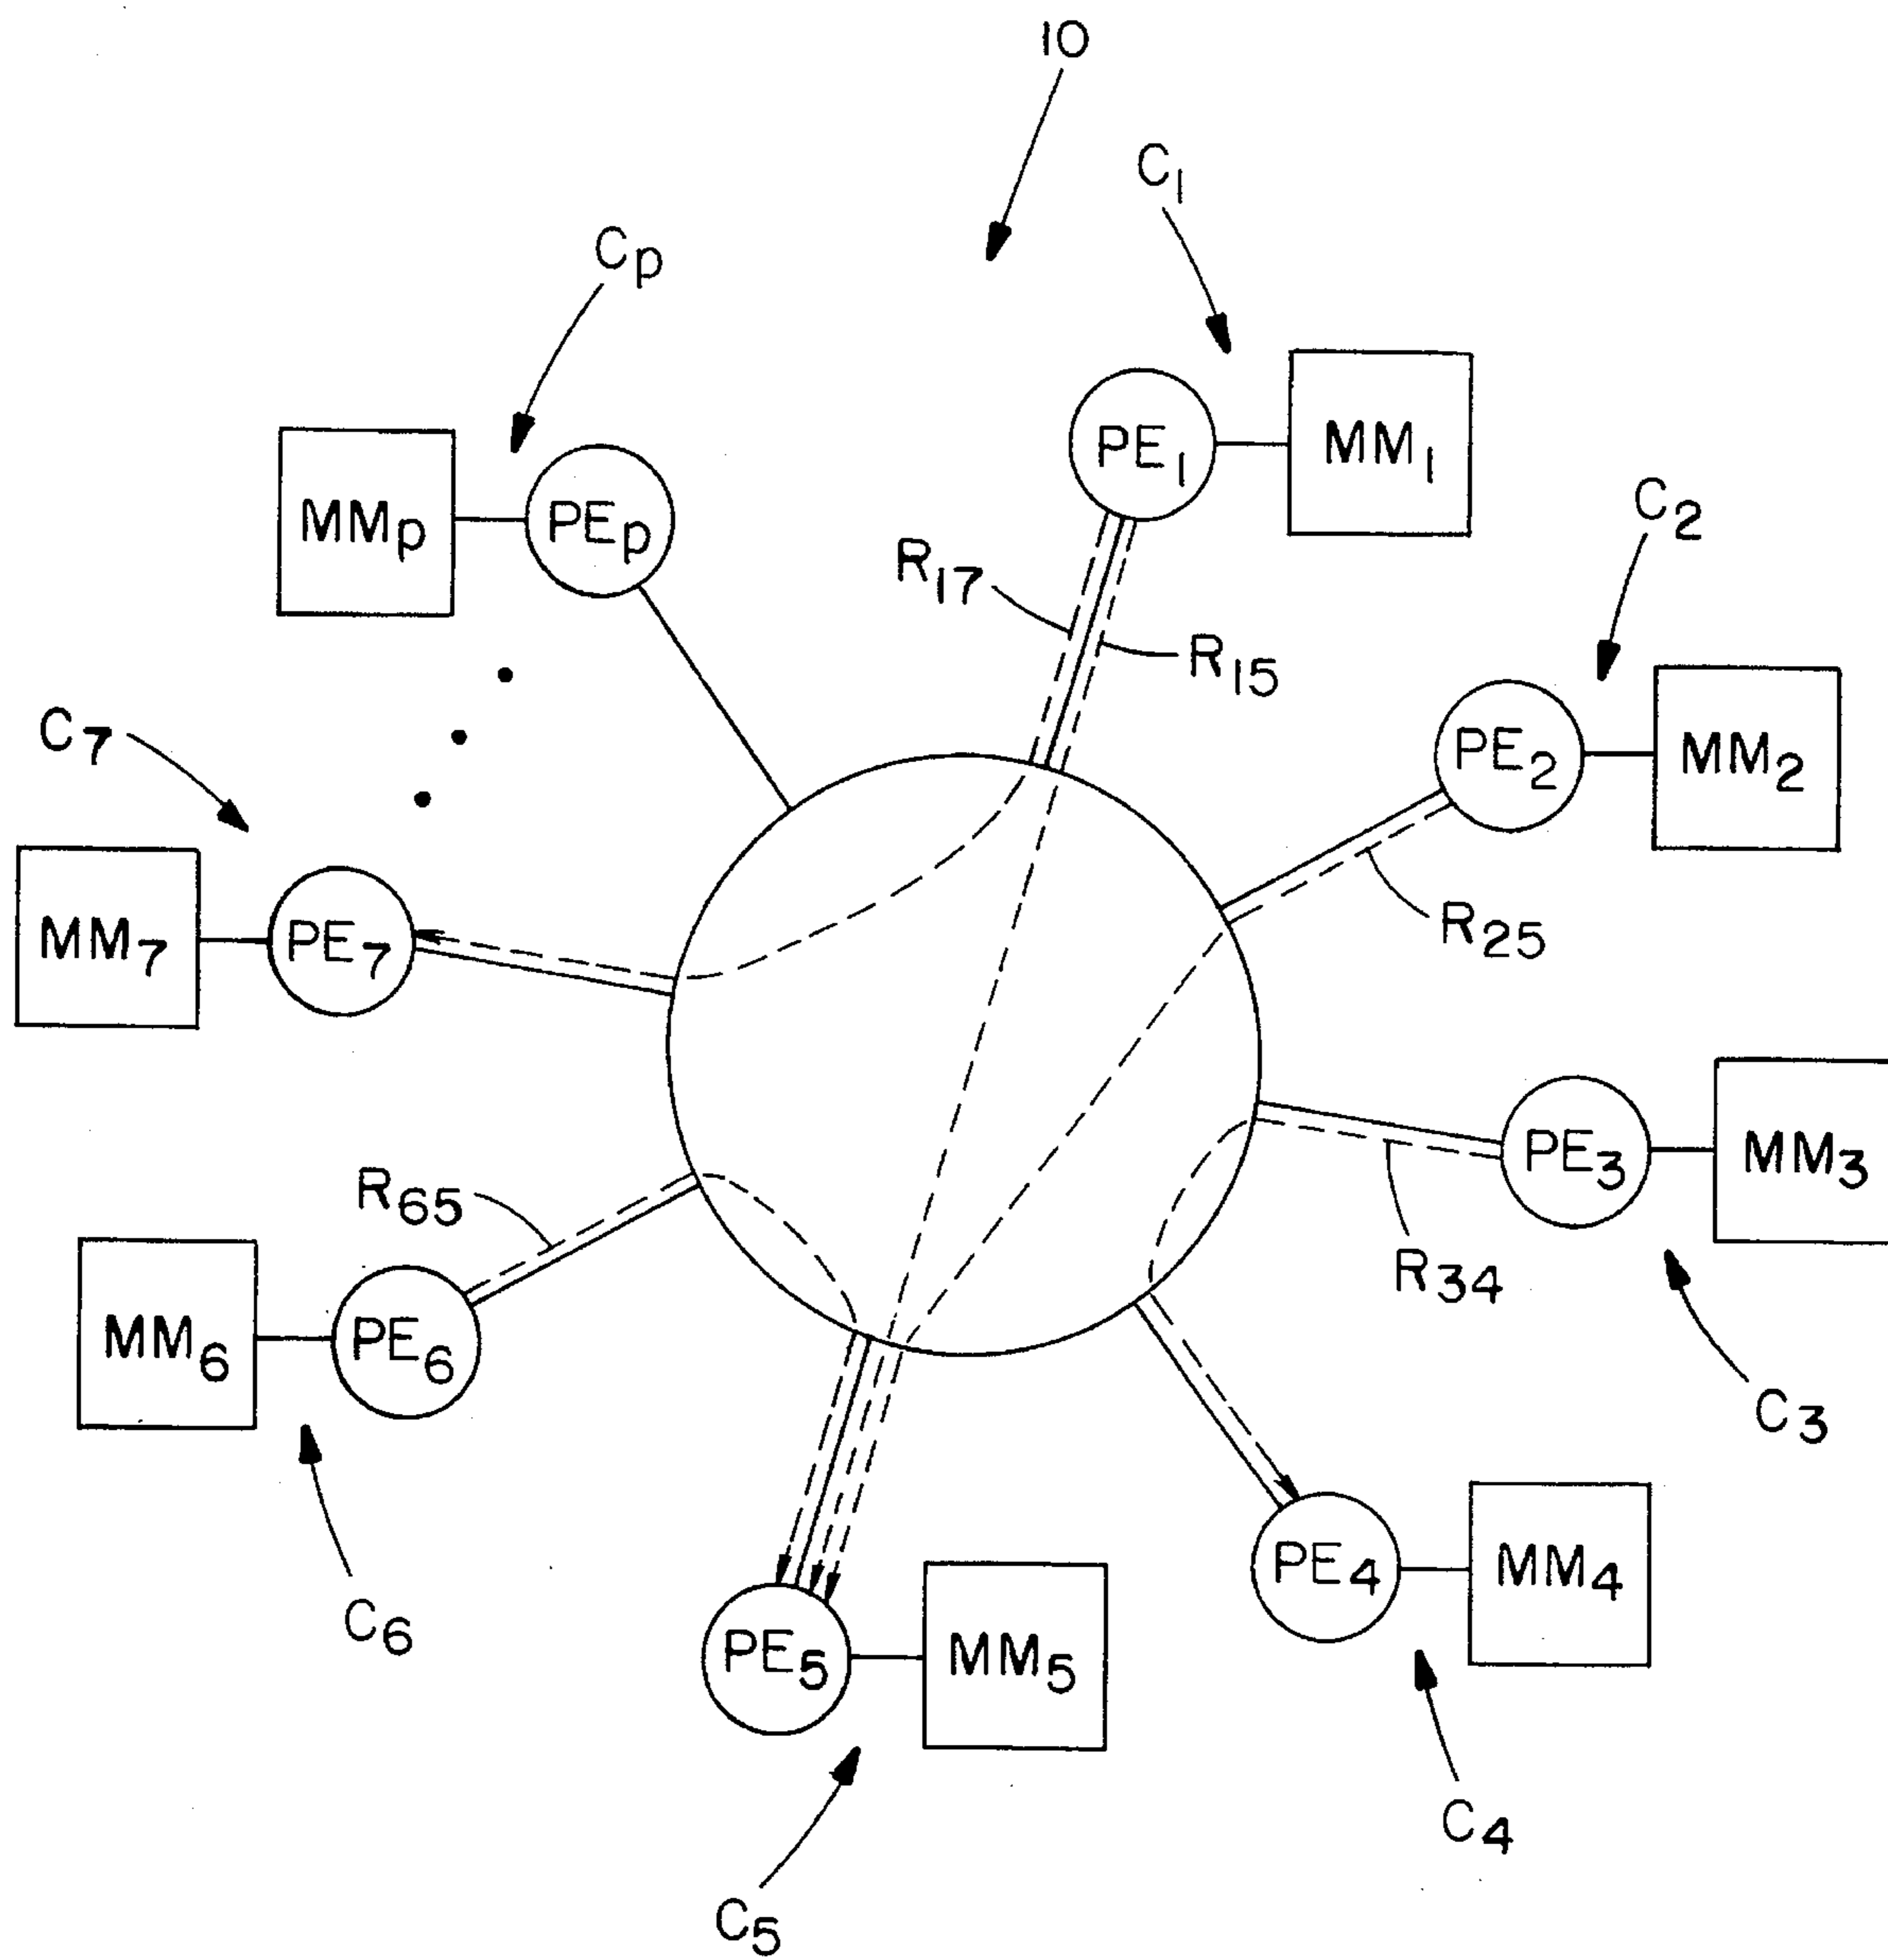 10
C1
Cp
PE1 MM1
MMp PEp
C2
R17
R15
C7
PE2 MM2
R25
MM7 PE7
PE3 MM3
R65
R34
MM6 PE6
C3
PE4 MM4
C6
PE5 MM5
C4
C5